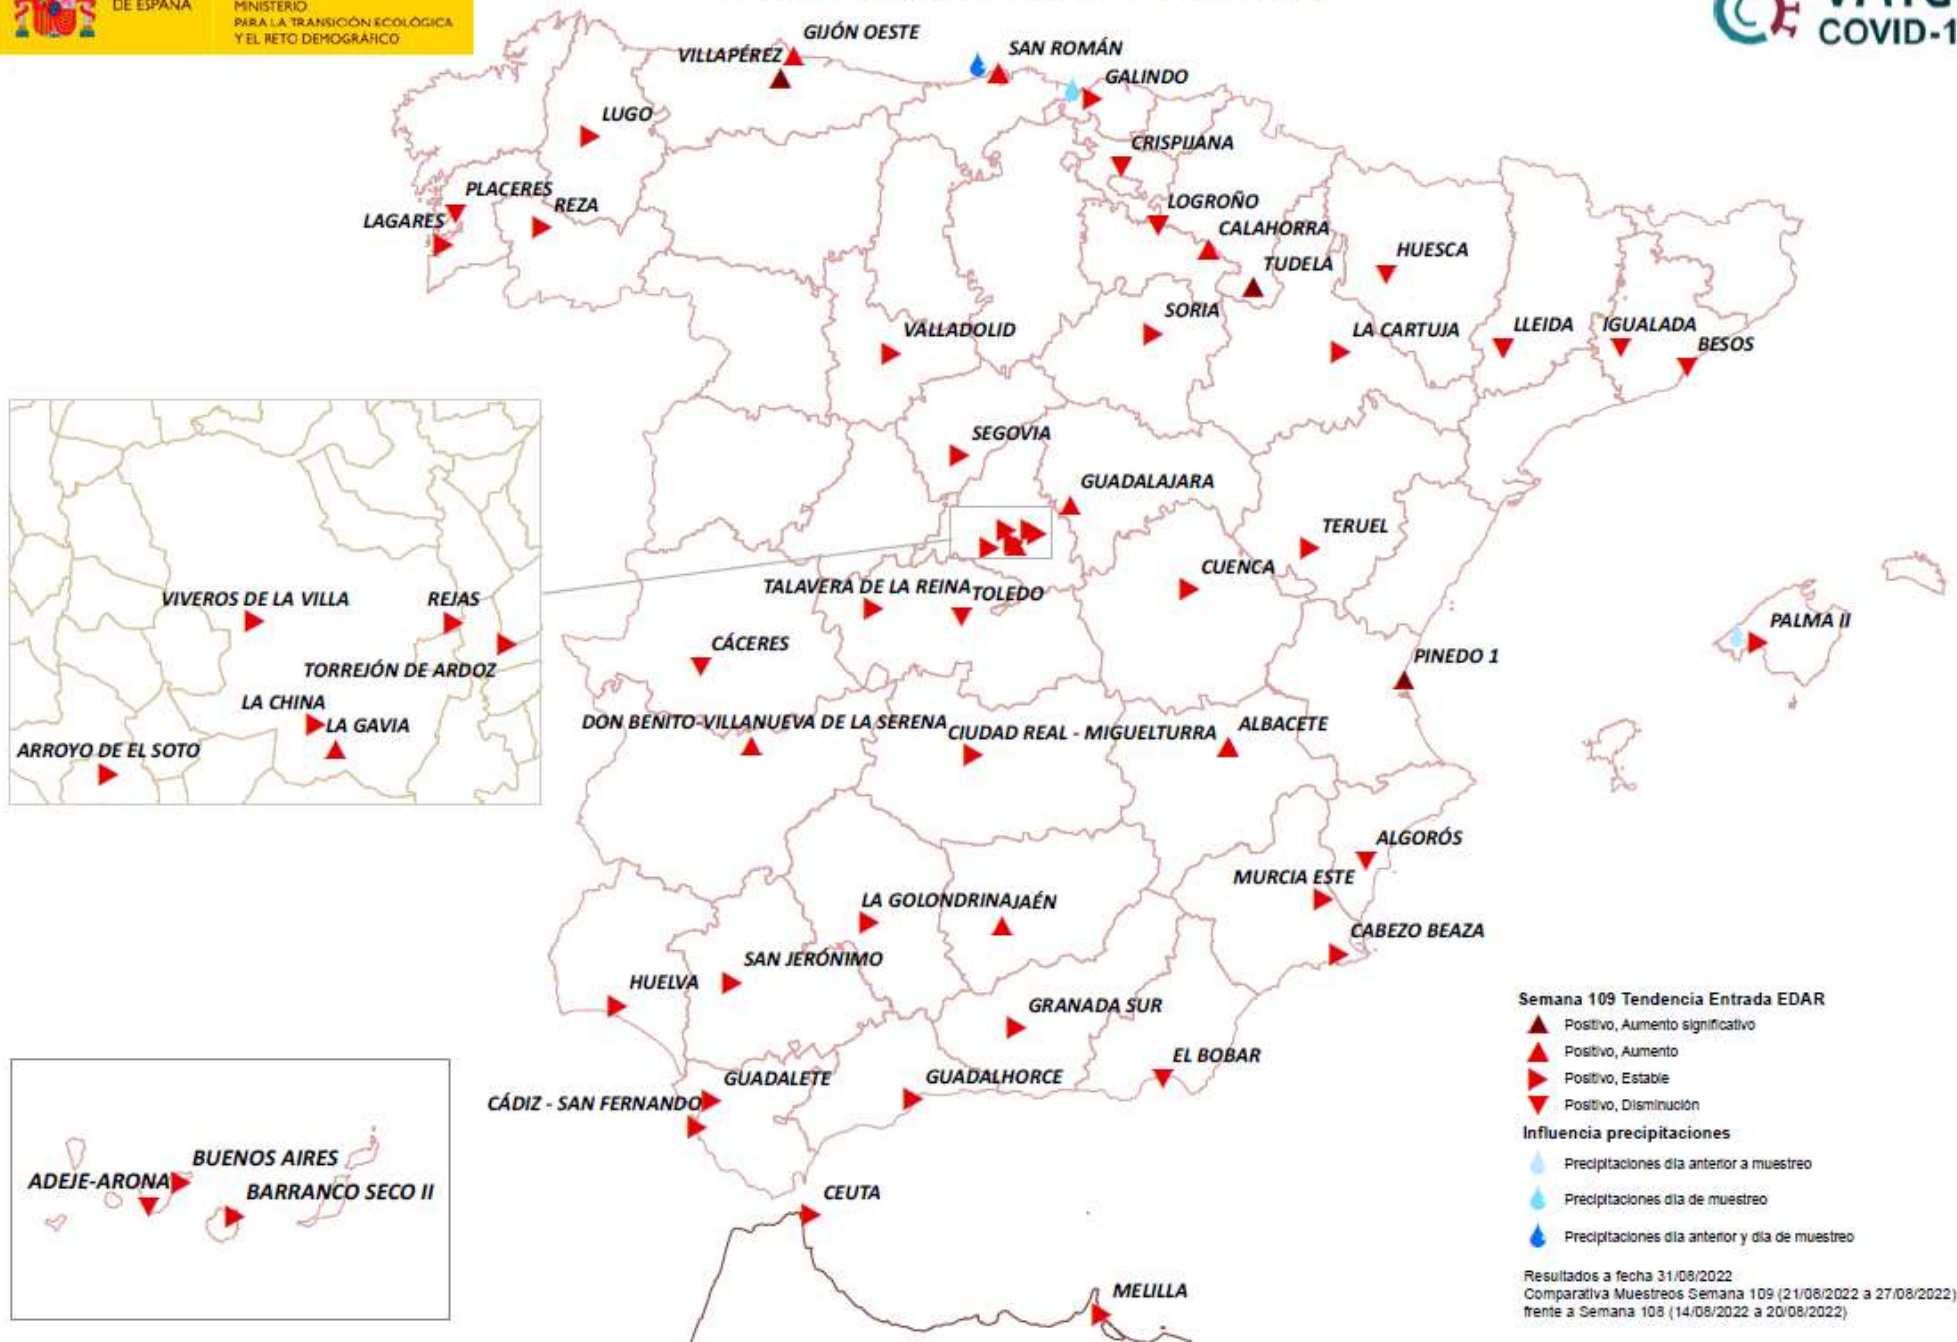 DE ESPAÑA
MINISTERIO
PARA LA TRANSICIÓN ECOLÓGICA
Y EL RETO DEMOGRÁFICO
COVID-1
GIJÓN OESTE
VILLAPÉREZ
SAN ROMÁN
GALINDO
LUGO
CRISPIJANA
PLACERES
REZA
LAGARES
LOGROÑO
CALAHORRA
TUDELA
HUESCA
SORIA
VALLADOLID
LA CARTUJA
LLEIDA
IGUALADA
BESOS
SEGOVIA
GUADALAJARA
TERUEL
CUENCA
TALAVERA DE LA REINA
TOLEDO
VIVEROS DE LA VILLA
REJAS
TORREJÓN DE ARDOZ
LA CHINA
LA GAVIA
ARROYO DE EL SOTO
PALMA II
CÁCERES
PINEDO 1
DON BENITO-VILLANUEVA DE LA SERENA
CIUDAD REAL - MIGUELTURRA
ALBACETE
ALGORÓS
MURCIA ESTE
LA GOLONDRINA
JAÉN
CABEZO BEAZA
SAN JERÓNIMO
HUELVA
GRANADA SUR
EL BOBAR
GUADALETE
GUADALHORCE
CÁDIZ - SAN FERNANDO
BUENOS AIRES
ADEJE-ARONA
BARRANCO SECO II
CEUTA
MELILLA
Semana 109 Tendencia Entrada EDAR
Positivo, Aumento significativo
Positivo, Aumento
Positivo, Estable
Positivo, Disminución
Influencia precipitaciones
Precipitaciones día anterior a muestreo
Precipitaciones día de muestreo
Precipitaciones día anterior y día de muestreo
Resultados a fecha 31/08/2022
Comparativa Muestreos Semana 109 (21/08/2022 a 27/08/2022)
frente a Semana 108 (14/08/2022 a 20/08/2022)